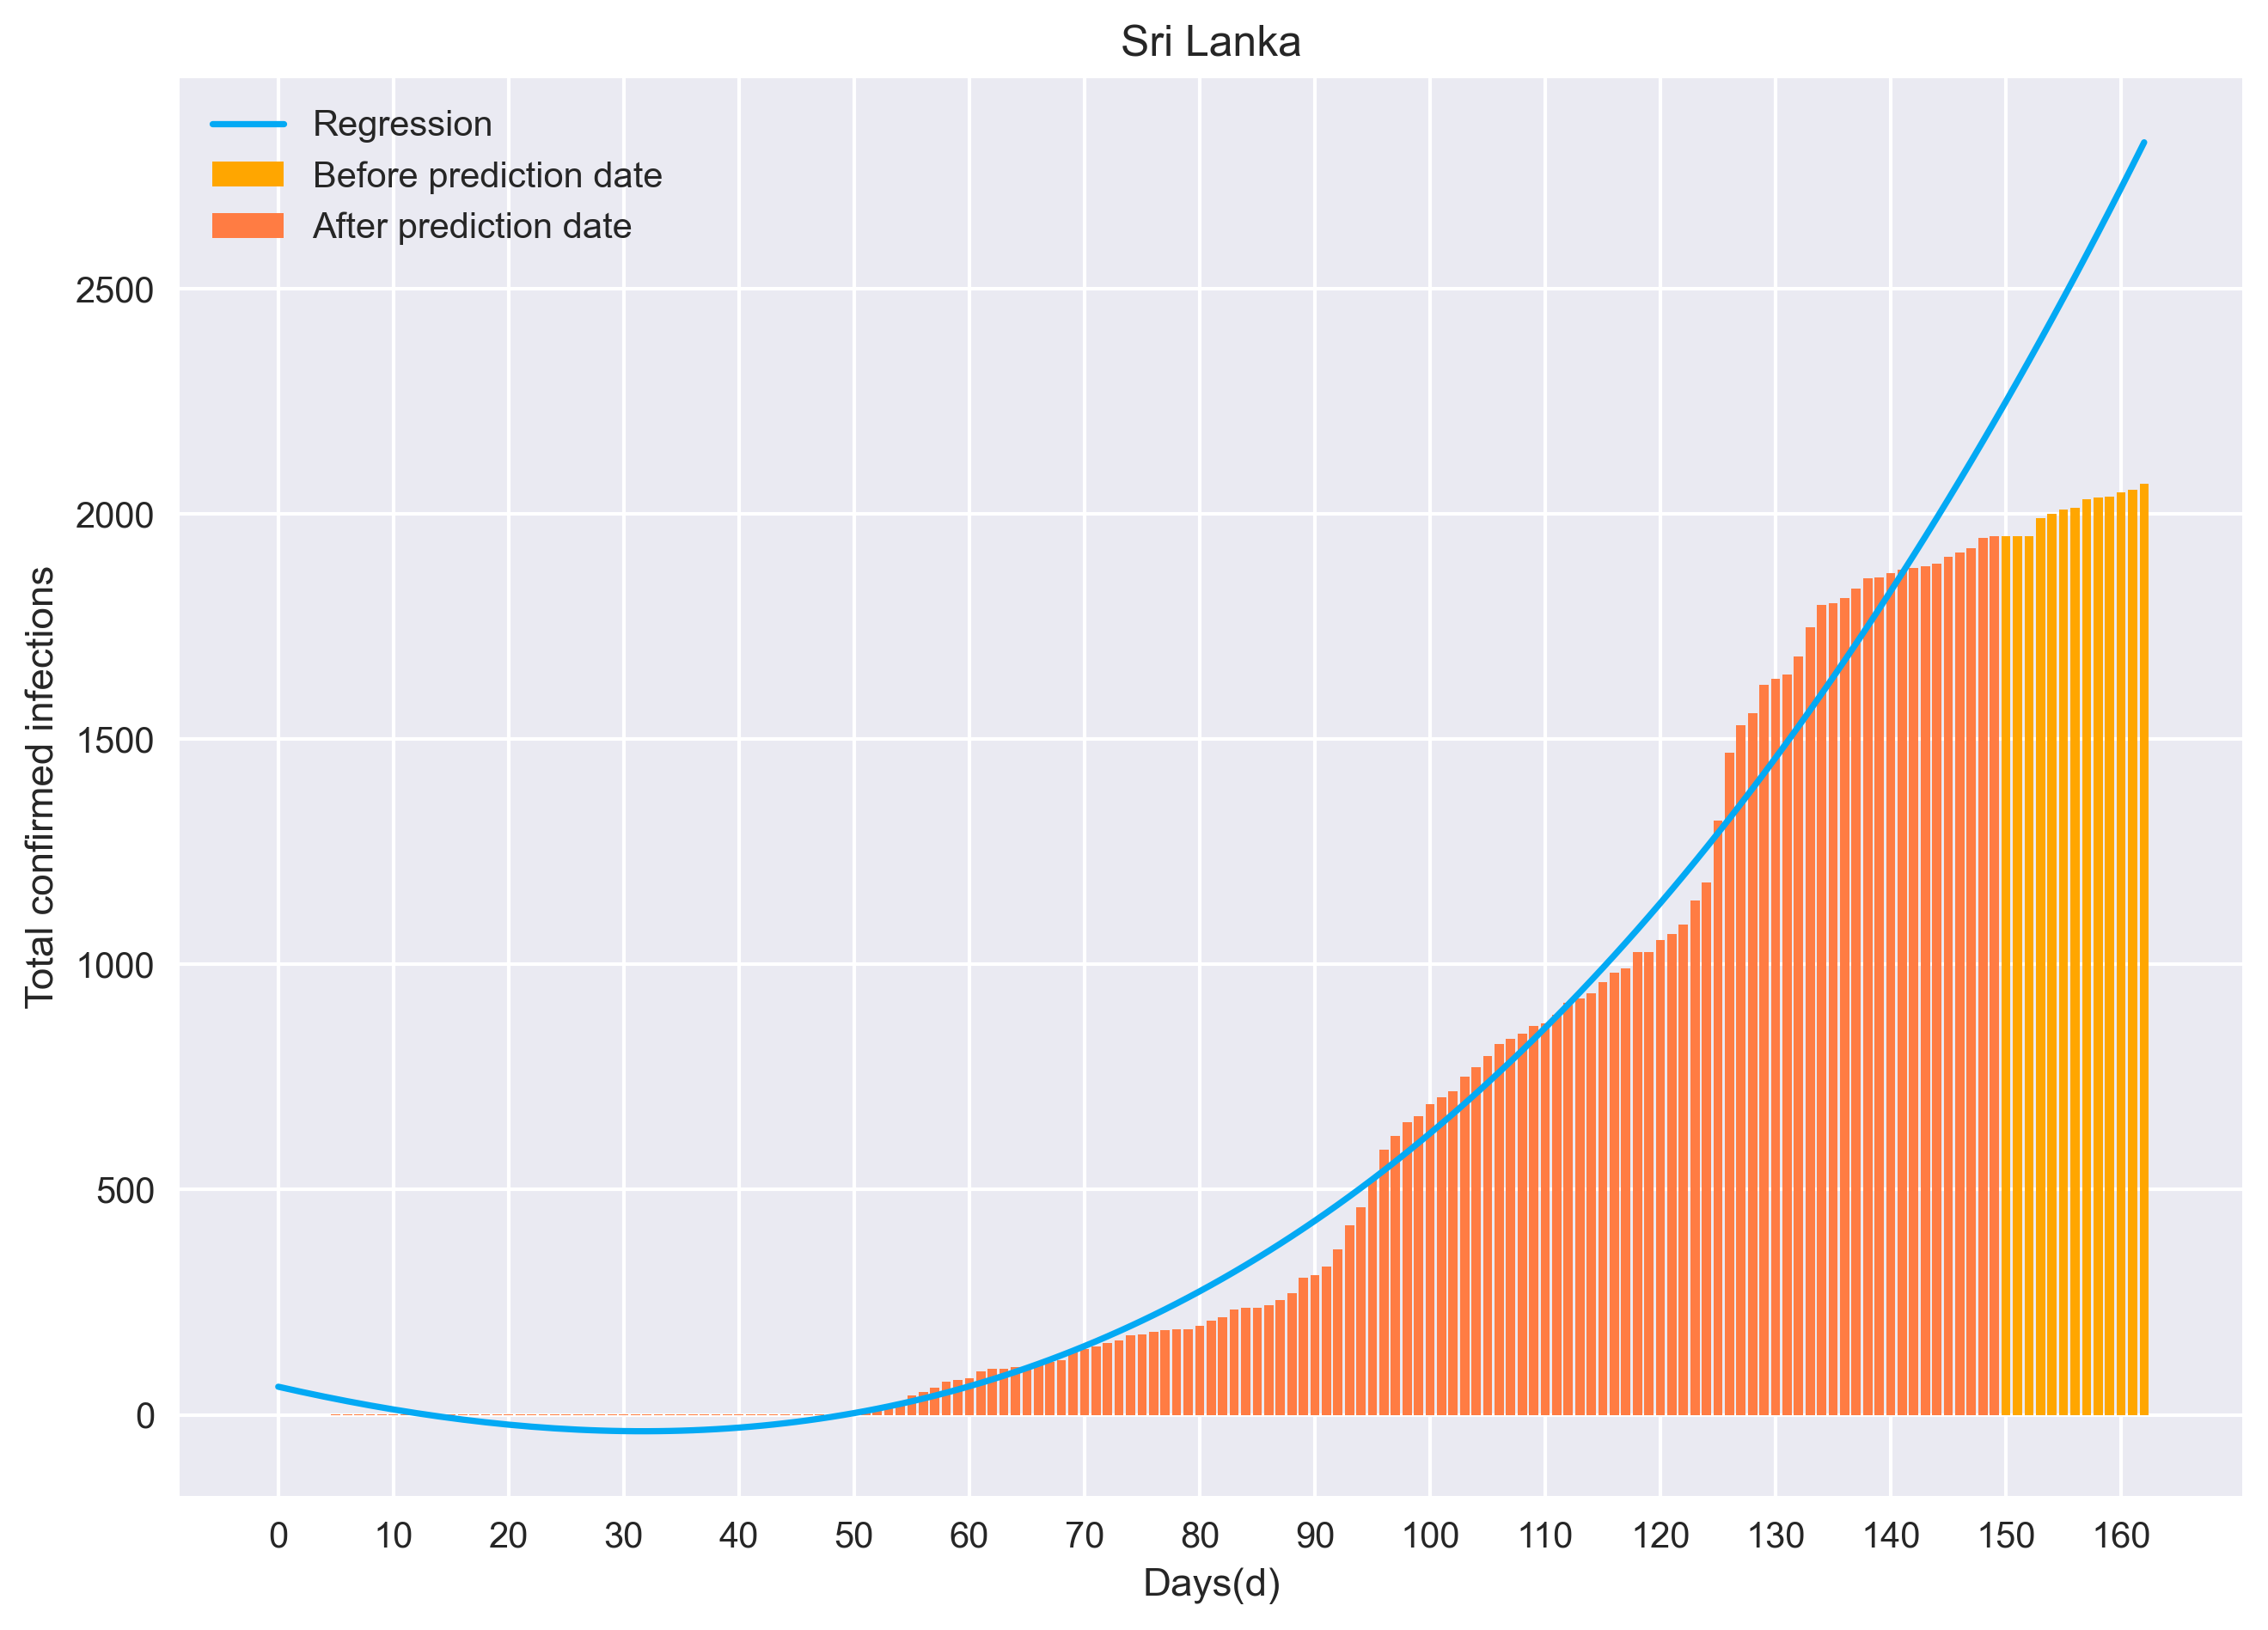 Sri Lanka
Regression
Before prediction date
After prediction date
2500
2000
1500
1000
500
0
Total confirmed infections
0 10 20 30 40 50 60 70 80 90 100 110 120 130 140 150 160
Days(d)